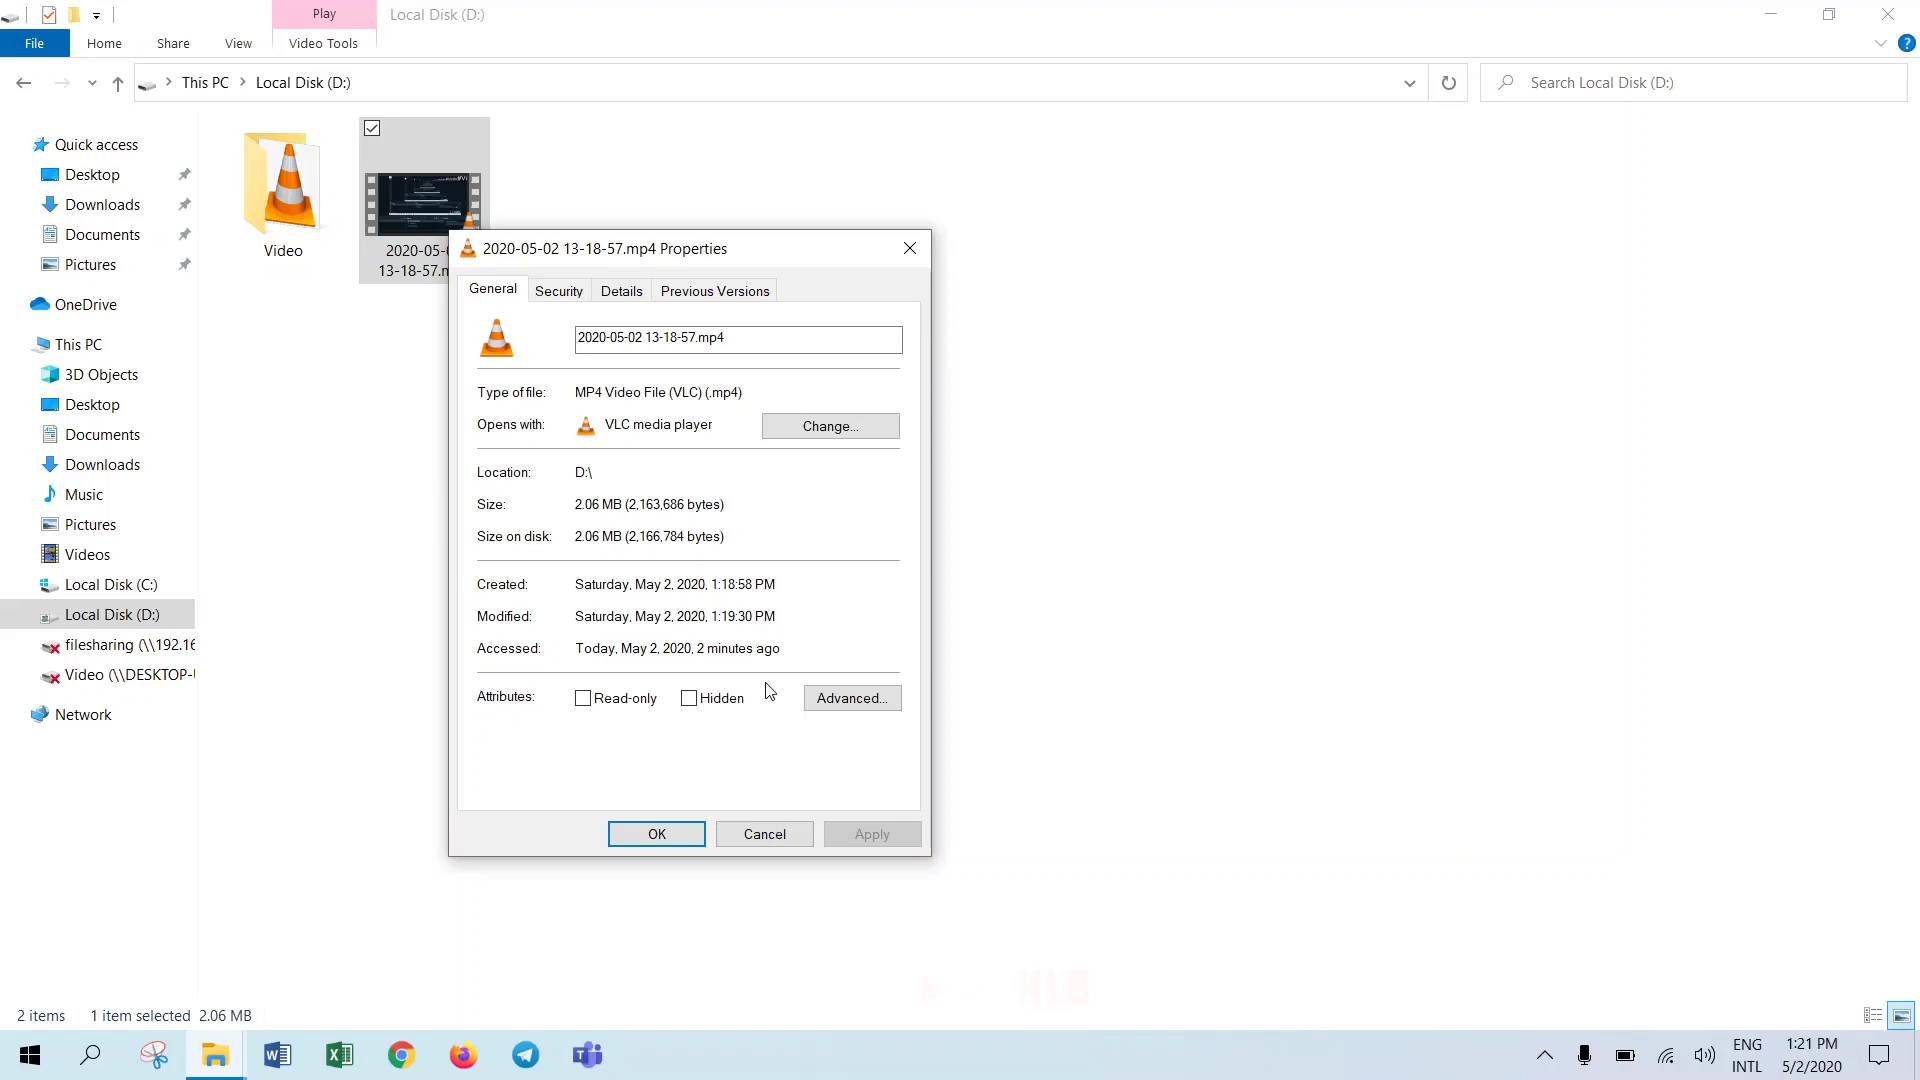 Play
Local Disk (D:)
File
Home
Share
View
Video Tools
This PC
Local Disk (D:)
Search Local Disk (D:)
Quick access
Desktop
Downloads
Documents
Pictures
OneDrive
This PC
3D Objects
Desktop
Documents
Downloads
Music
Pictures
Videos
Local Disk (C:)
Local Disk (D:)
filesharing (\\192.16
Video (\\DESKTOP-
Network
Video
2020-05-
13-18-57.
2020-05-02 13-18-57.mp4 Properties
General
Security
Details
Previous Versions
2020-05-02 13-18-57.mp4
Type of file: MP4 Video File (VLC) (.mp4)
Opens with: VLC media player
Change...
Location: D:\
Size: 2.06 MB (2,163,686 bytes)
Size on disk: 2.06 MB (2,166,784 bytes)
Created: Saturday, May 2, 2020, 1:18:58 PM
Modified: Saturday, May 2, 2020, 1:19:30 PM
Accessed: Today, May 2, 2020, 2 minutes ago
Attributes: Read-only Hidden Advanced...
OK
Cancel
Apply
2 items
1 item selected 2.06 MB
ENG
INTL
1:21 PM
5/2/2020